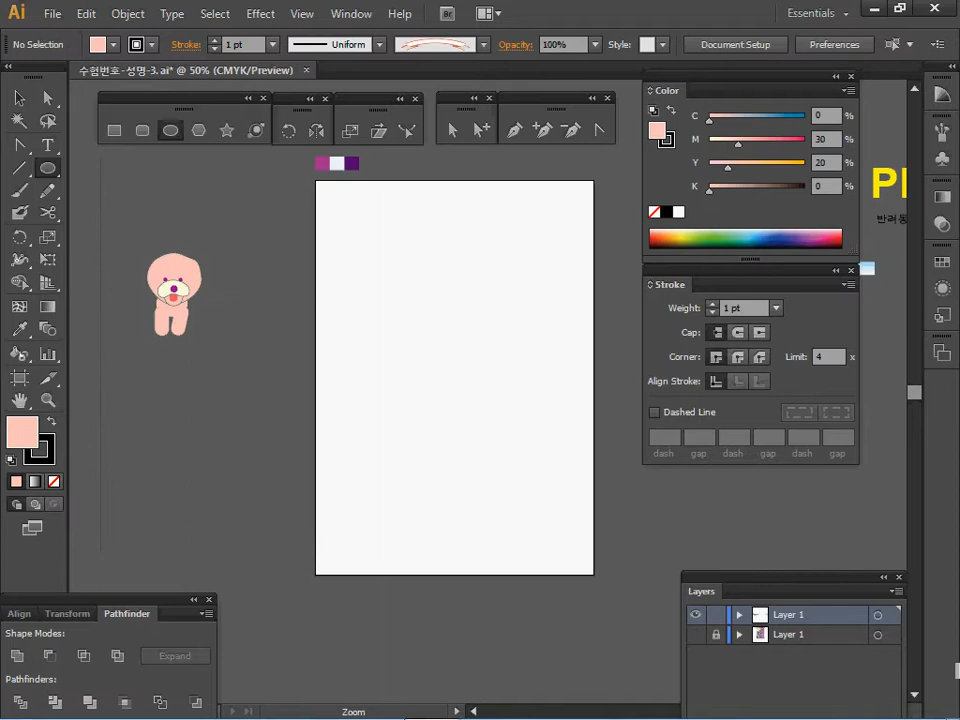 Ai File Edit Object Type Select Effect View Window Help Br Essentials
No Selection Stroke: 1 pt Uniform Opacity: 100% Style: Document Setup Preferences
수험번호-성명-3.ai* @ 50% (CMYK/Preview) ×
Color
C 0 %
M 30 %
Y 20 %
K 0 %
반려동
Stroke
Weight: 1 pt
Cap:
Corner: Limit: 4 x
Align Stroke:
Dashed Line
dash gap dash gap dash gap
Layers
Layer 1
Layer 1
Align Transform Pathfinder
Shape Modes:
Expand
Pathfinders:
Zoom